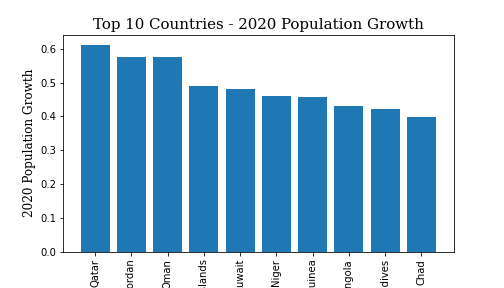 Top 10 Countries - 2020 Population Growth
2020 Population Growth
0.6
0.5
0.4
0.3
0.2
0.1
0.0
Qatar
ordan
Oman
lands
uwait
Niger
uinea
ngola
dives
Chad